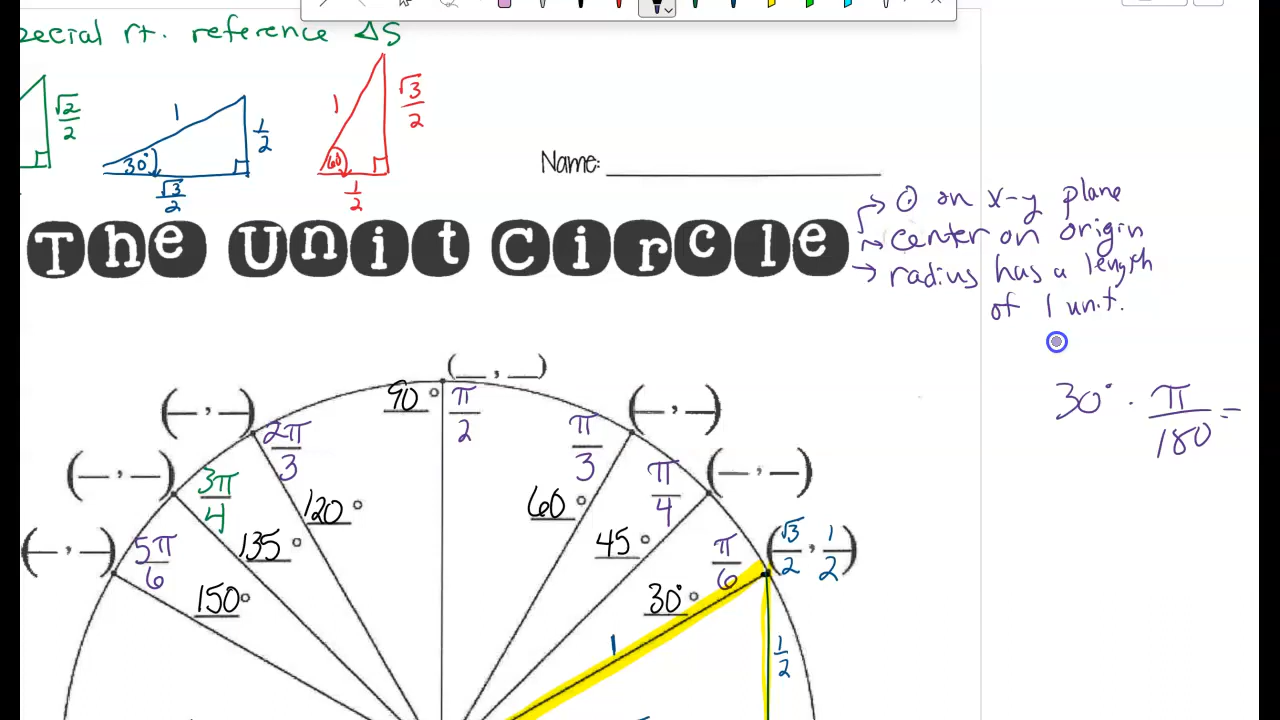 pecial rt. reference Δs
√2/2
1
30°
1/2
√3/2
1
60
√3/2
1/2
Name:
The Unit Circle
→ ⊙ on x-y plane
→ center on origin
→ radius has a length
of 1 unit.
30° · π/180 =
(_, _)
90°
π/2
(_, _)
2π/3
π/3
(_, _)
(_, _)
3π/4
120°
60°
π/4
(_, _)
(_, _)
5π/6
135°
45°
π/6
(√3/2, 1/2)
150°
30°°
1
1/2